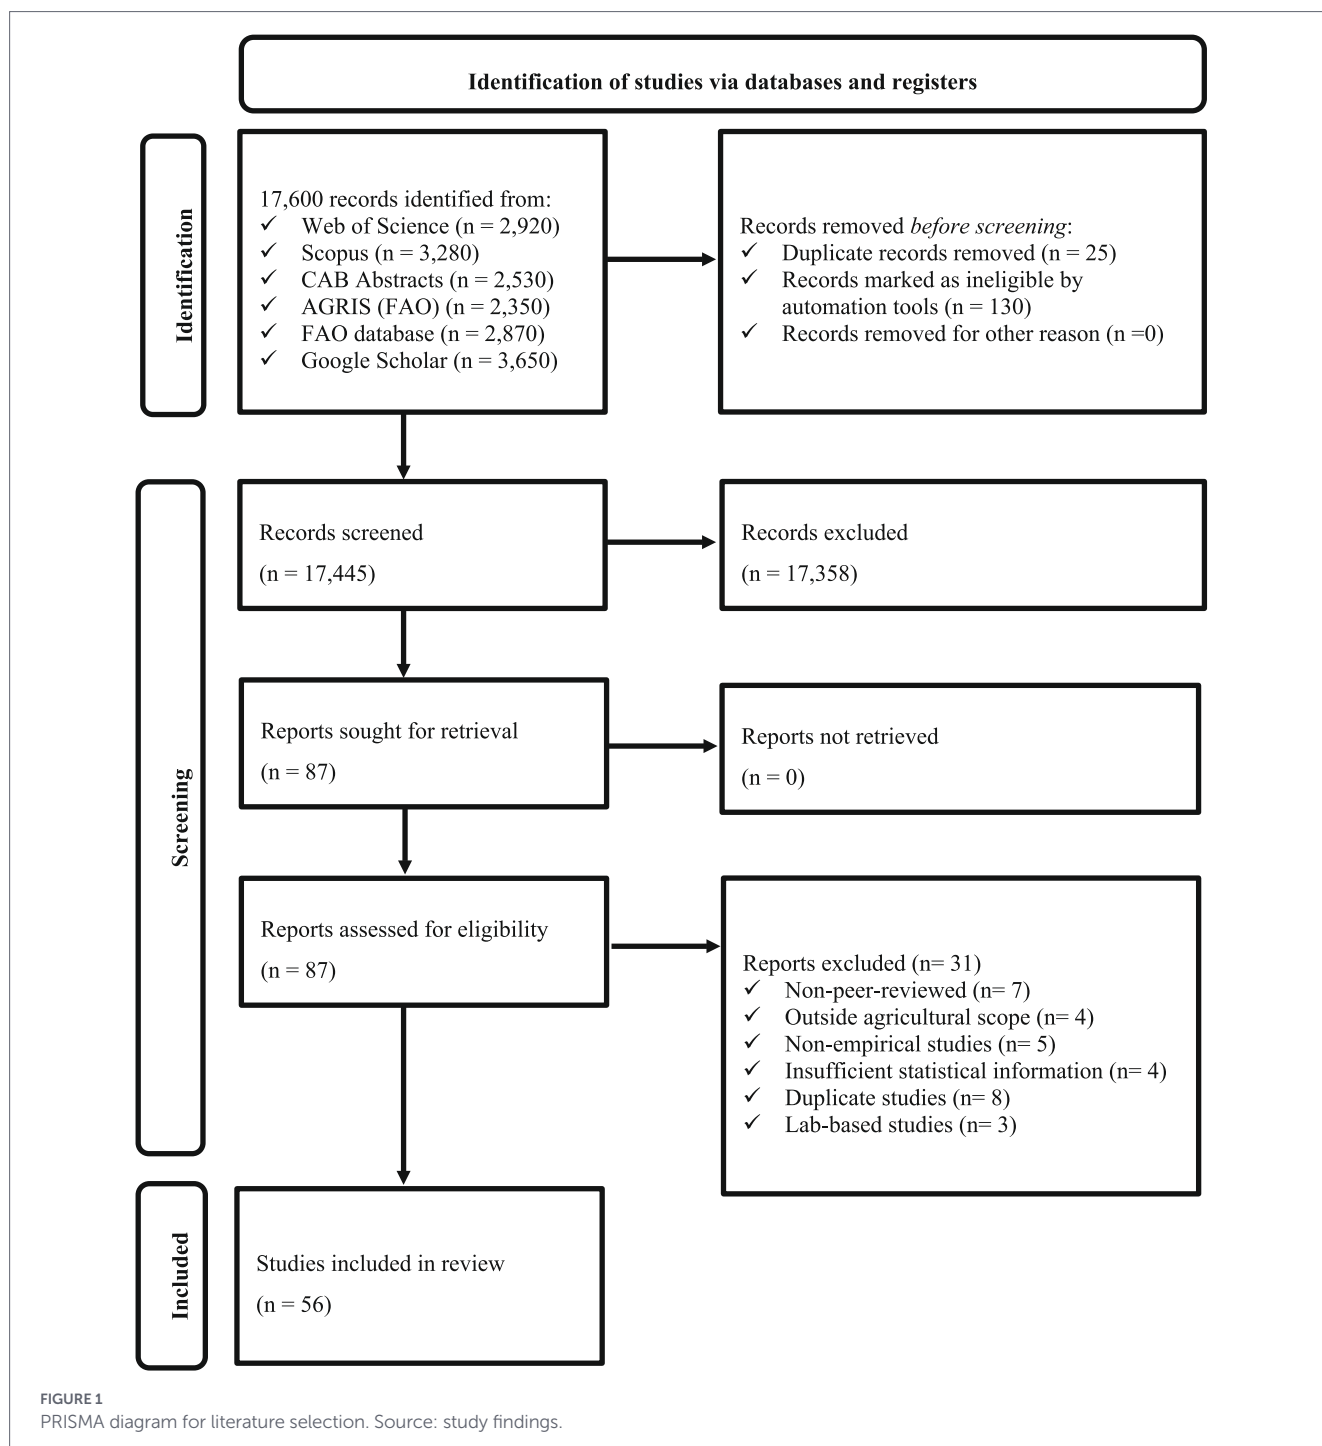 Identification of studies via databases and registers
Identification
17,600 records identified from:
✓ Web of Science (n = 2,920)
✓ Scopus (n = 3,280)
✓ CAB Abstracts (n = 2,530)
✓ AGRIS (FAO) (n = 2,350)
✓ FAO database (n = 2,870)
✓ Google Scholar (n = 3,650)
Records removed before screening:
✓ Duplicate records removed (n = 25)
✓ Records marked as ineligible by
automation tools (n = 130)
✓ Records removed for other reason (n =0)
Screening
Records screened
(n = 17,445)
Records excluded
(n = 17,358)
Reports sought for retrieval
(n = 87)
Reports not retrieved
(n = 0)
Reports assessed for eligibility
(n = 87)
Reports excluded (n= 31)
✓ Non-peer-reviewed (n= 7)
✓ Outside agricultural scope (n= 4)
✓ Non-empirical studies (n= 5)
✓ Insufficient statistical information (n= 4)
✓ Duplicate studies (n= 8)
✓ Lab-based studies (n= 3)
Included
Studies included in review
(n = 56)
FIGURE 1
PRISMA diagram for literature selection. Source: study findings.